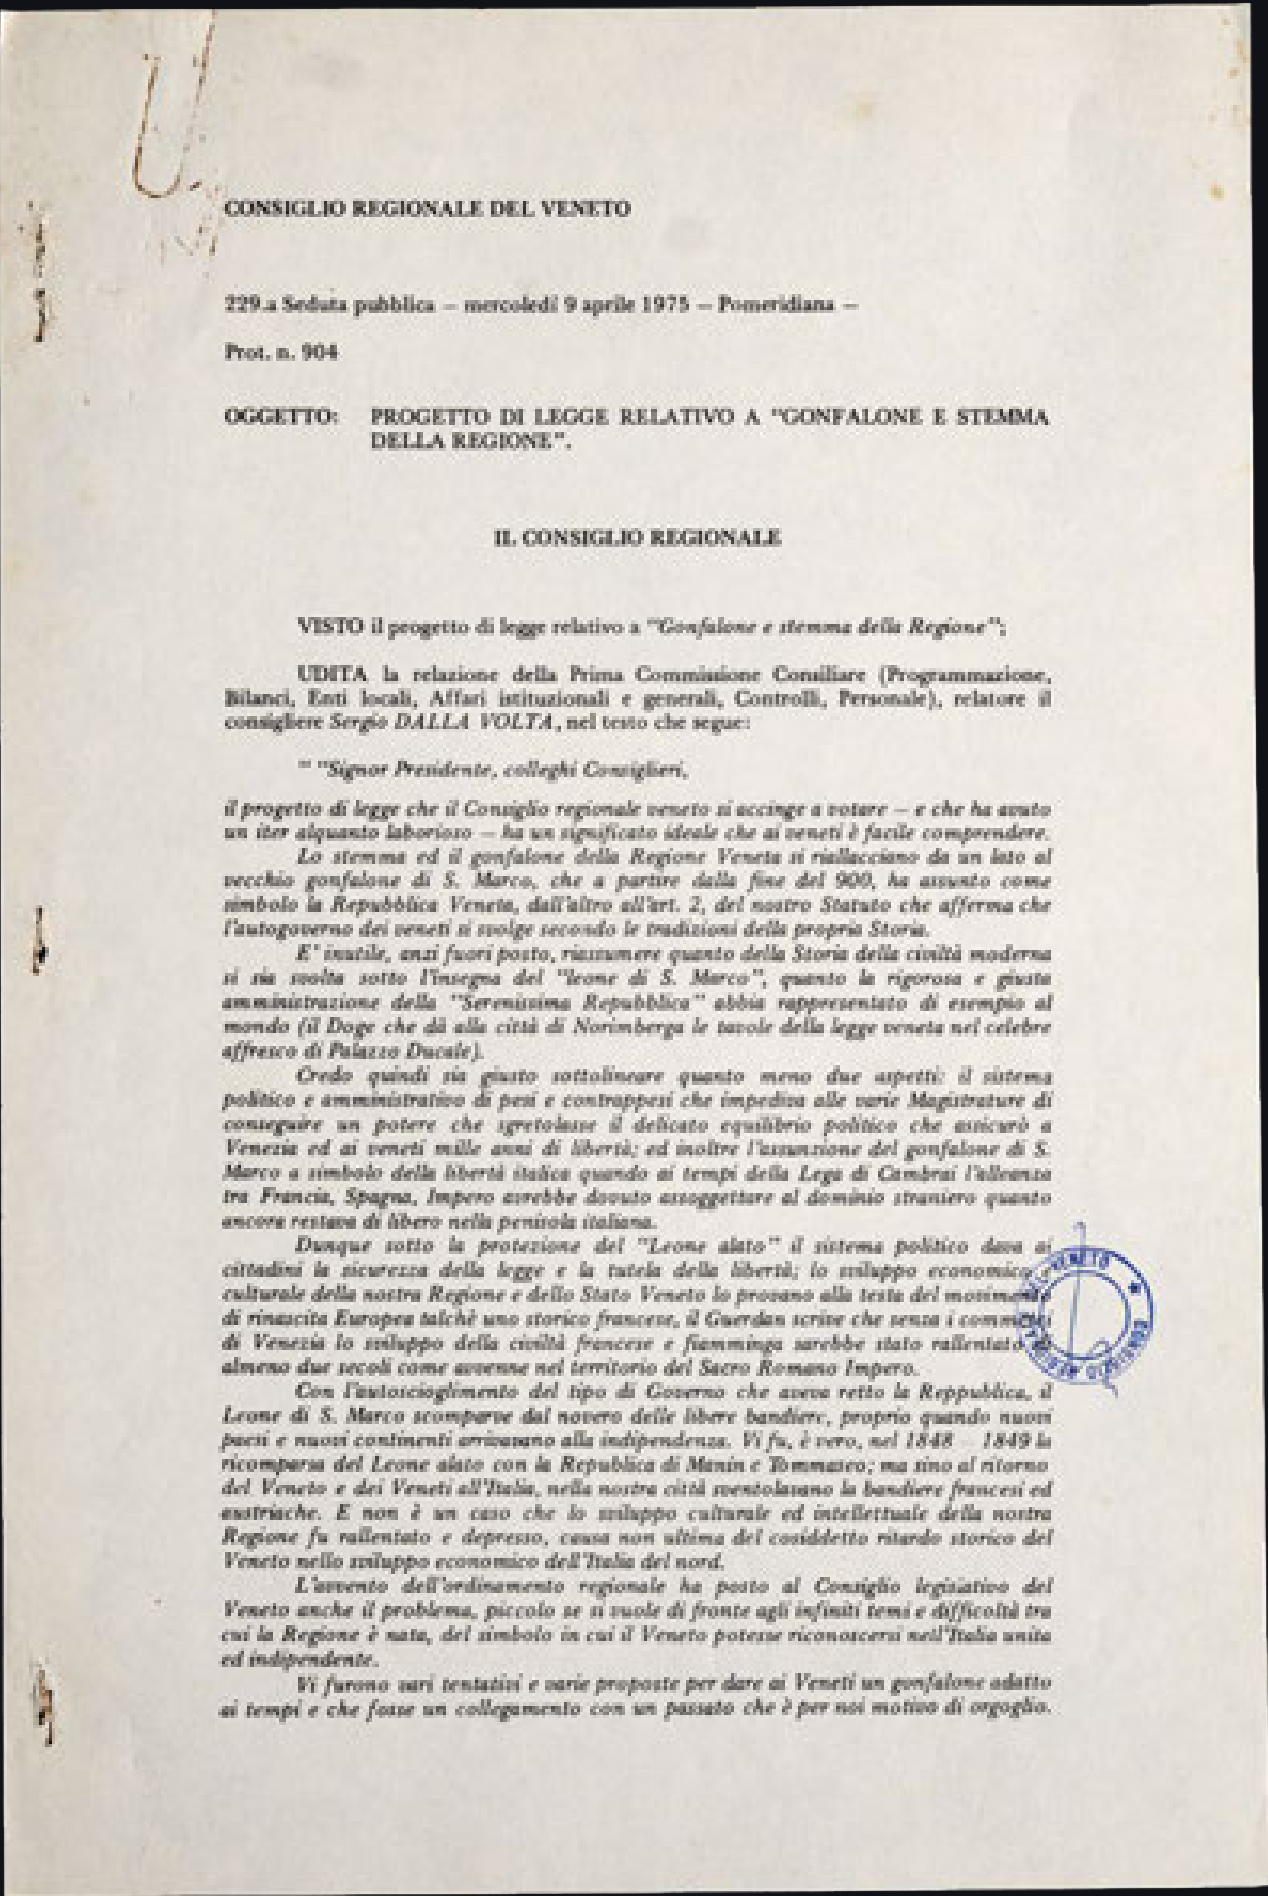 CONSIGLIO REGIONALE DEL VENETO
229.a Seduta pubblica — mercoledì 9 aprile 1975 — Pomeridiana —
Prot. n. 904
OGGETTO: PROGETTO DI LEGGE RELATIVO A "GONFALONE E STEMMA
DELLA REGIONE".
IL CONSIGLIO REGIONALE
VISTO il progetto di legge relativo a "Gonfalone e stemma della Regione";
UDITA la relazione della Prima Commissione Consiliare (Programmazione,
Bilanci, Enti locali, Affari istituzionali e generali, Controlli, Personale), relatore il
consigliere Sergio DALLA VOLTA, nel testo che segue:
" "Signor Presidente, colleghi Consiglieri,
il progetto di legge che il Consiglio regionale veneto si accinge a votare — e che ha avuto
un iter alquanto laborioso — ha un significato ideale che ai veneti è facile comprendere.
Lo stemma ed il gonfalone della Regione Veneta si riallacciano da un lato al
vecchio gonfalone di S. Marco, che a partire dalla fine del 900, ha assunto come
simbolo la Repubblica Veneta, dall'altro all'art. 2, del nostro Statuto che afferma che
l'autogoverno dei veneti si svolge secondo le tradizioni della propria Storia.
E' inutile, anzi fuori posto, riassumere quanto della Storia della civiltà moderna
si sia svolta sotto l'insegna del "leone di S. Marco", quanto la rigorosa e giusta
amministrazione della "Serenissima Repubblica" abbia rappresentato di esempio al
mondo (il Doge che dà alla città di Norimberga le tavole della legge veneta nel celebre
affresco di Palazzo Ducale).
Credo quindi sia giusto sottolineare quanto meno due aspetti: il sistema
politico e amministrativo di pesi e contrappesi che impediva alle varie Magistrature di
conseguire un potere che sgretolasse il delicato equilibrio politico che assicurò a
Venezia ed ai veneti mille anni di libertà; ed inoltre l'assunzione del gonfalone di S.
Marco a simbolo della libertà italica quando ai tempi della Lega di Cambrai l'alleanza
tra Francia, Spagna, Impero avrebbe dovuto assoggettare al dominio straniero quanto
ancora restava di libero nella penisola italiana.
Dunque sotto la protezione del "Leone alato" il sistema politico dava ai
cittadini la sicurezza della legge e la tutela della libertà; lo sviluppo economico
culturale della nostra Regione e dello Stato Veneto lo provano alla testa del movimento
di rinascita Europea talchè uno storico francese, il Guerdan scrive che senza i commerci
di Venezia lo sviluppo della civiltà francese e fiamminga sarebbe stato rallentato di
almeno due secoli come avvenne nel territorio del Sacro Romano Impero.
Con l'autoscioglimento del tipo di Governo che aveva retto la Reppublica, il
Leone di S. Marco scomparve dal novero delle libere bandiere, proprio quando nuovi
paesi e nuovi continenti arrivavano alla indipendenza. Vi fu, è vero, nel 1848 — 1849 la
ricomparsa del Leone alato con la Republica di Manin e Tommaseo; ma sino al ritorno
del Veneto e dei Veneti all'Italia, nella nostra città sventolavano la bandiere francesi ed
austriache. E non è un caso che lo sviluppo culturale ed intellettuale della nostra
Regione fu rallentato e depresso, causa non ultima del cosiddetto ritardo storico del
Veneto nello sviluppo economico dell'Italia del nord.
L'avvento dell'ordinamento regionale ha posto al Consiglio legislativo del
Veneto anche il problema, piccolo se si vuole di fronte agli infiniti temi e difficoltà tra
cui la Regione è nata, del simbolo in cui il Veneto potesse riconoscersi nell'Italia unita
ed indipendente.
Vi furono vari tentativi e varie proposte per dare ai Veneti un gonfalone adatto
ai tempi e che fosse un collegamento con un passato che è per noi motivo di orgoglio.
CONSIGLIO REGIONALE DEL VENETO